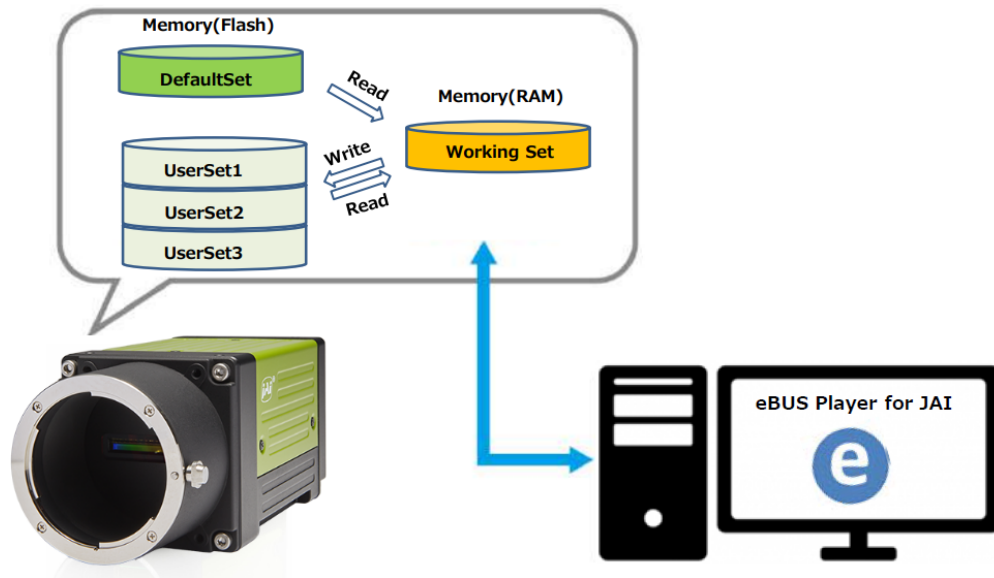 Memory(Flash)
DefaultSet
Read
Memory(RAM)
Working Set
Write
Read
UserSet1
UserSet2
UserSet3
eBUS Player for JAI
e